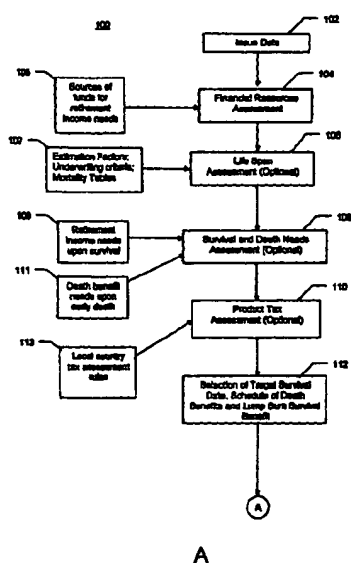 100
102
Issue Date
105
Sources of
funds for
retirement
income needs
104
Financial Resources
Assessment
107
Estimation Factors;
Underwriting criteria;
Mortality Tables
106
Life Span
Assessment (Optional)
109
Retirement
income needs
upon survival
108
Survival and Death Needs
Assessment (Optional)
111
Death benefit
needs upon
early death
110
Product Tax
Assessment (Optional)
113
Local country
tax assessment
rules
112
Selection of Target Survival
Date, Schedule of Death
Benefits and Lump Sum Survival
Benefit
A
A